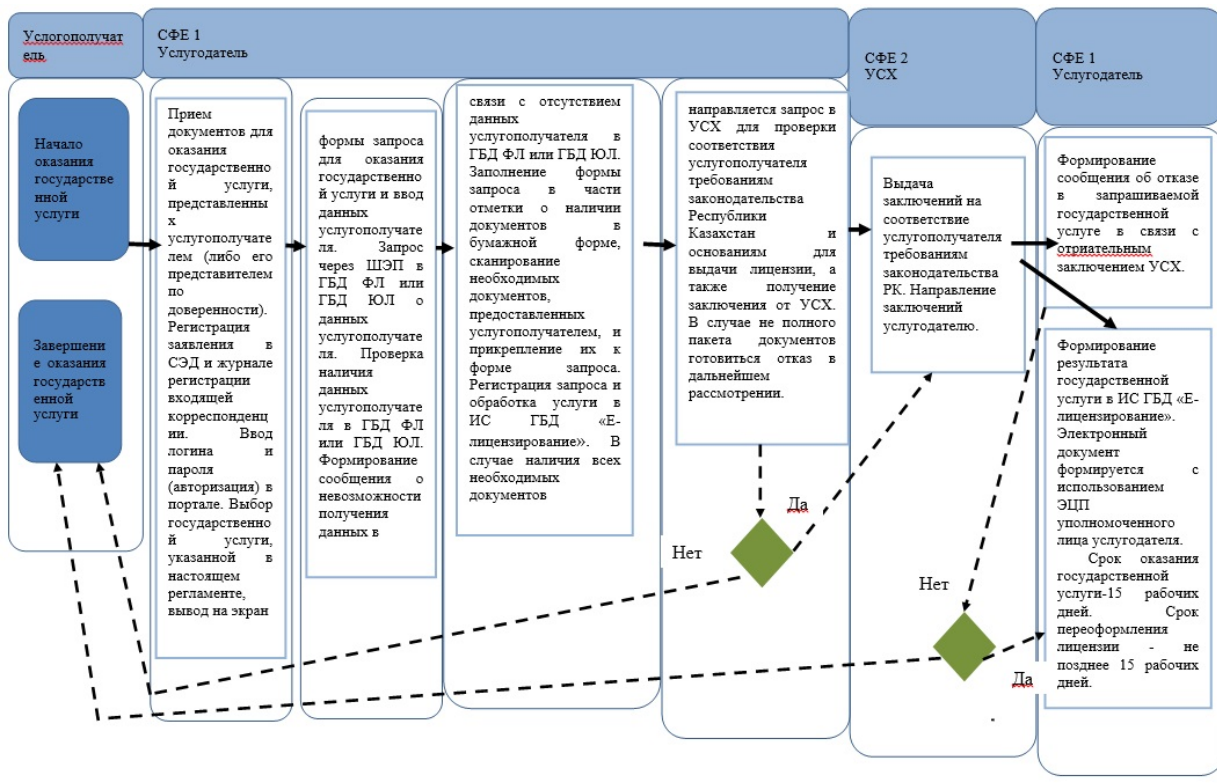 Услогополучат
ель
СФЕ 1
Услугодатель
СФЕ 2
УСХ
СФЕ 1
Услугодатель
Начало
оказания
государстве
нной
услуги
Завершени
е оказания
государств
енной
услуги
Прием
документов для
оказания
государственно
й услуги,
представленны
х
услугополучате
лем (либо его
представителем
по
доверенности).
Регистрация
заявления в
СЭД и журнале
регистрации
входящей
корреспонденц
ии. Ввод
логина и
пароля
(авторизация) в
портале. Выбор
государственно
й услуги,
указанной в
настоящем
регламенте,
вывод на экран
формы запроса
для оказания
государственно
й услуги и ввод
данных
услугополучате
ля. Запрос
через ШЭП в
ГБД ФЛ или
ГБД ЮЛ о
данных
услугополучате
ля. Проверка
наличия
данных
услугополучате
ля в ГБД ФЛ
или ГБД ЮЛ.
Формирование
сообщения о
невозможности
получения
данных в
связи с отсутствием
данных
услугополучателя в
ГБД ФЛ или ГБД ЮЛ.
Заполнение формы
запроса в части
отметки о наличии
документов в
бумажной форме,
сканирование
необходимых
документов,
предоставленных
услугополучателем, и
прикрепление их к
форме запроса.
Регистрация запроса и
обработка услуги в
ИС ГБД «Е-
лицензирование». В
случае наличия всех
необходимых
документов
направляется запрос в
УСХ для проверки
соответствия
услугополучателя
требованиям
законодательства
Республики
Казахстан и
основаниям для
выдачи лицензии, а
также получение
заключения от УСХ.
В случае не полного
пакета документов
готовиться отказ в
дальнейшем
рассмотрении.
Да
Нет
Выдача
заключений на
соответствие
услугополучателя
требованиям
законодательства
РК. Направление
заключений
услугодателю.
Нет
Да
Формирование
сообщения об отказе
в запрашиваемой
государственной
услуге в связи с
отриательным
заключением УСХ.
Формирование
результата
государственной
услуги в ИС ГБД «Е-
лицензирование».
Электронный
документ
формируется с
использованием
ЭЦП
уполномоченного
лица услугодателя.
Срок оказания
государственной
услуги-15 рабочих
дней. Срок
переоформления
лицензии - не
позднее 15 рабочих
дней.